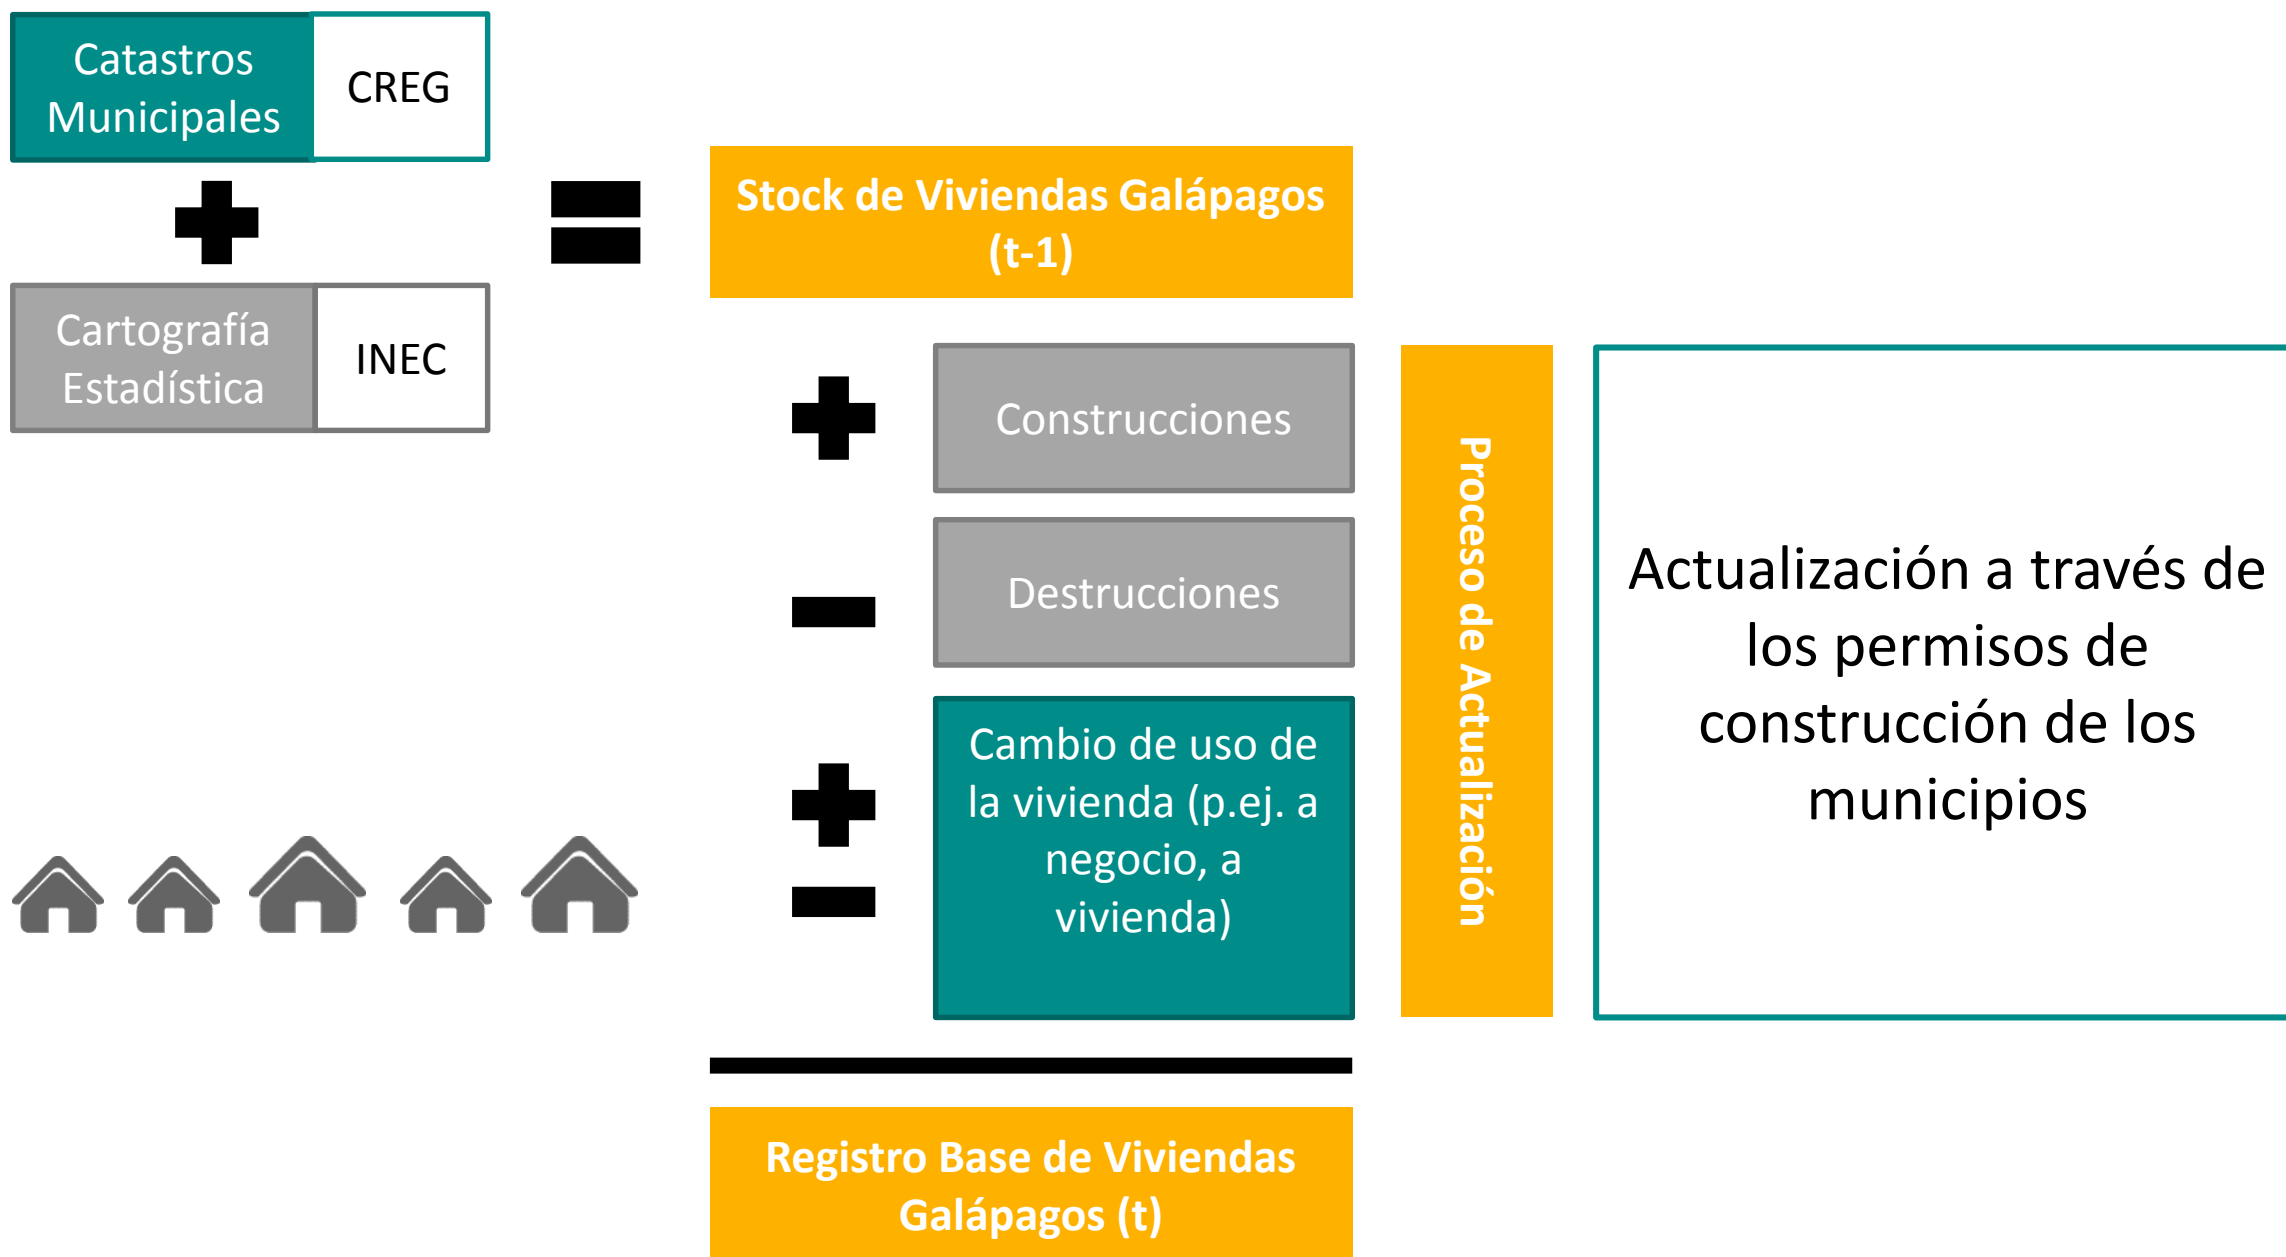 Catastros
Municipales
CREG
Cartografía
Estadística
INEC
Stock de Viviendas Galápagos
(t-1)
Construcciones
Destrucciones
Cambio de uso de
la vivienda (p.ej. a
negocio, a
vivienda)
Proceso de Actualización
Actualización a través de
los permisos de
construcción de los
municipios
Registro Base de Viviendas
Galápagos (t)